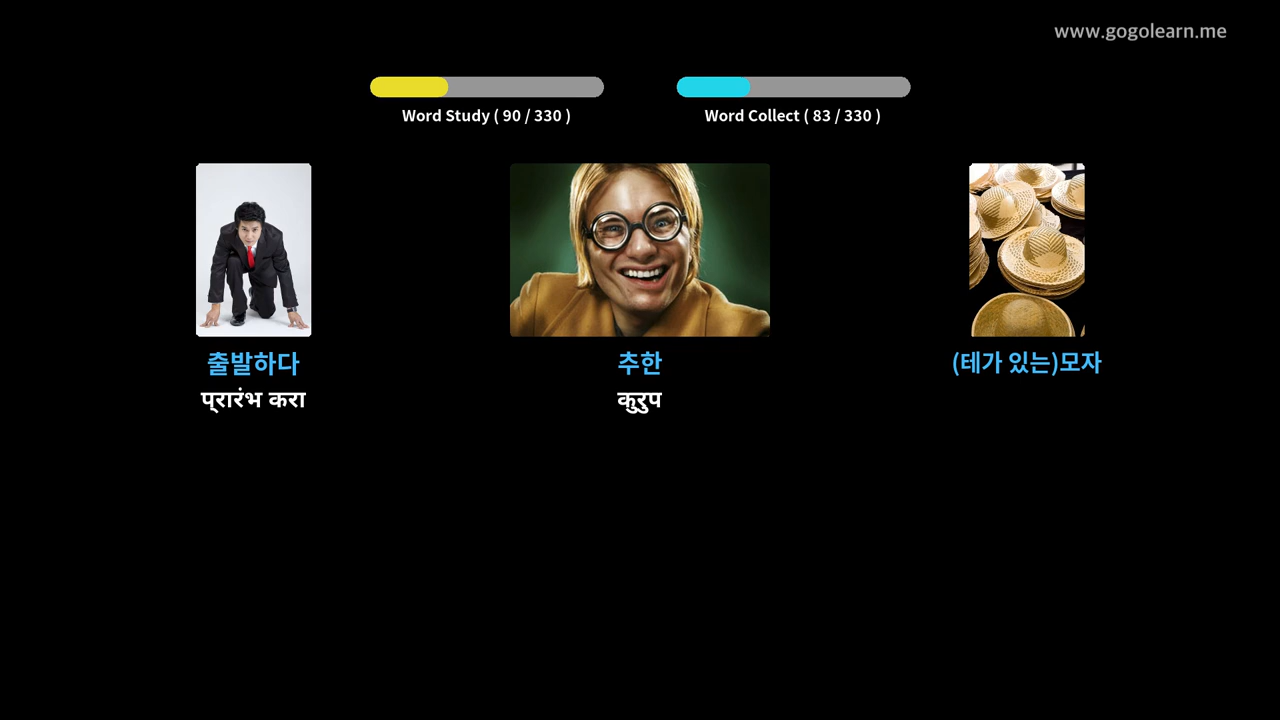 www.gogolearn.me
Word Study ( 90 / 330 )
Word Collect ( 83 / 330 )
출발하다
추한
(테가 있는)모자
प्रारंभ करा
कुरुप